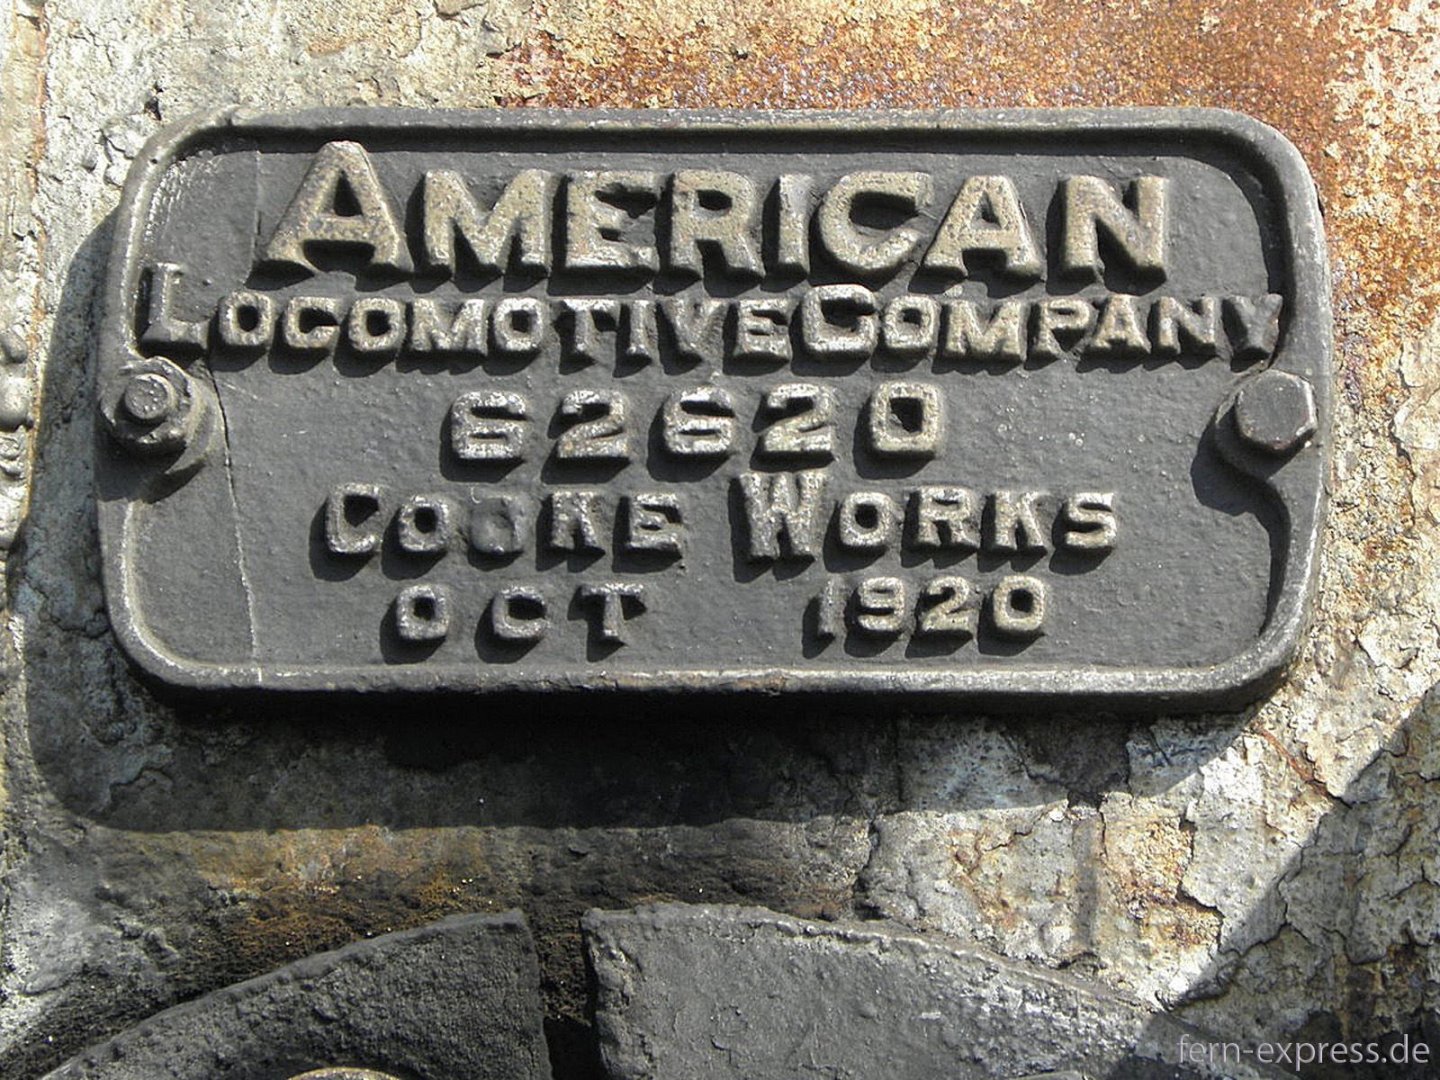 AMERICAN
LOCOMOTIVE COMPANY
62620
COOKE WORKS
OCT 1920
fern-express.de